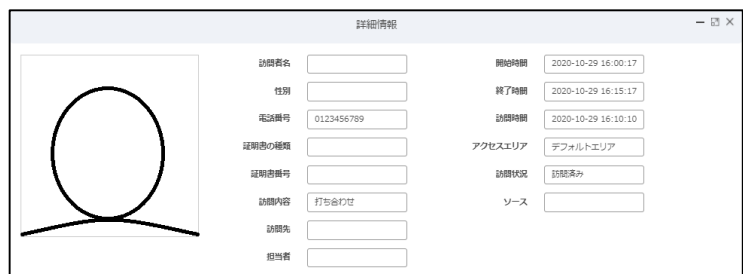 詳細情報
訪問者名
性別
電話番号 0123456789
証明書の種類
証明書番号
訪問内容 打ち合わせ
訪問先
担当者
開始時間 2020-10-29 16:00:17
終了時間 2020-10-29 16:15:17
訪問時間 2020-10-29 16:10:10
アクセスエリア デフォルトエリア
訪問状況 訪問済み
ソース